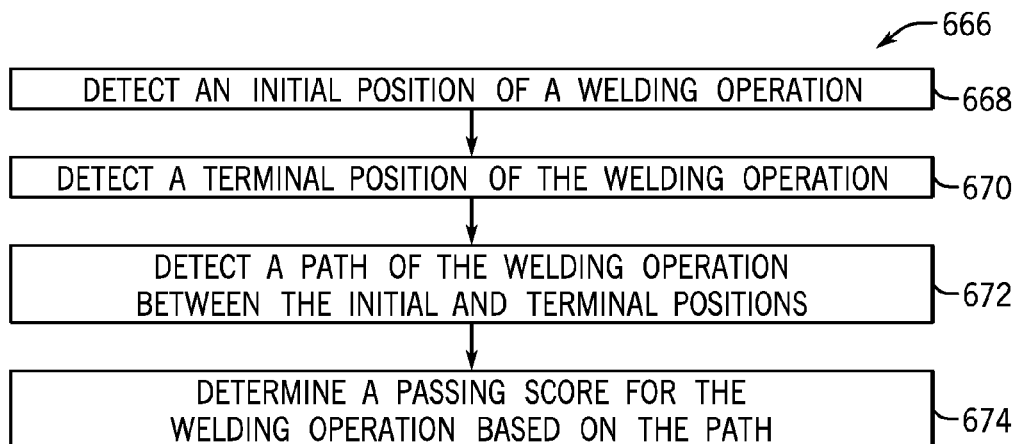 666
DETECT AN INITIAL POSITION OF A WELDING OPERATION
668
DETECT A TERMINAL POSITION OF THE WELDING OPERATION
670
DETECT A PATH OF THE WELDING OPERATION
BETWEEN THE INITIAL AND TERMINAL POSITIONS
672
DETERMINE A PASSING SCORE FOR THE
WELDING OPERATION BASED ON THE PATH
674